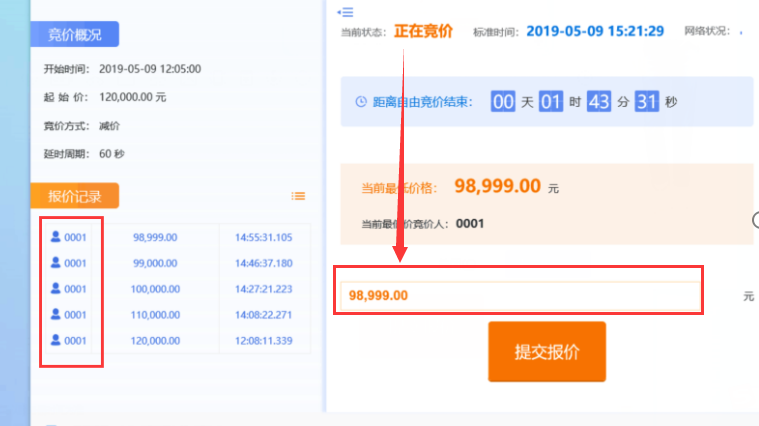 竞价概况
开始时间： 2019-05-09 12:05:00
起 始 价： 120,000.00 元
竞价方式： 减价
延时周期： 60 秒
报价记录
0001 98,999.00 14:55:31.105
0001 99,000.00 14:46:37.180
0001 100,000.00 14:27:21.223
0001 110,000.00 14:08:22.271
0001 120,000.00 12:08:11.339
当前状态： 正在竞价 标准时间： 2019-05-09 15:21:29 网络状况：
距离自由竞价结束： 00 天 01 时 43 分 31 秒
当前最低价格： 98,999.00 元
当前最低价竞价人： 0001
98,999.00 元
提交报价